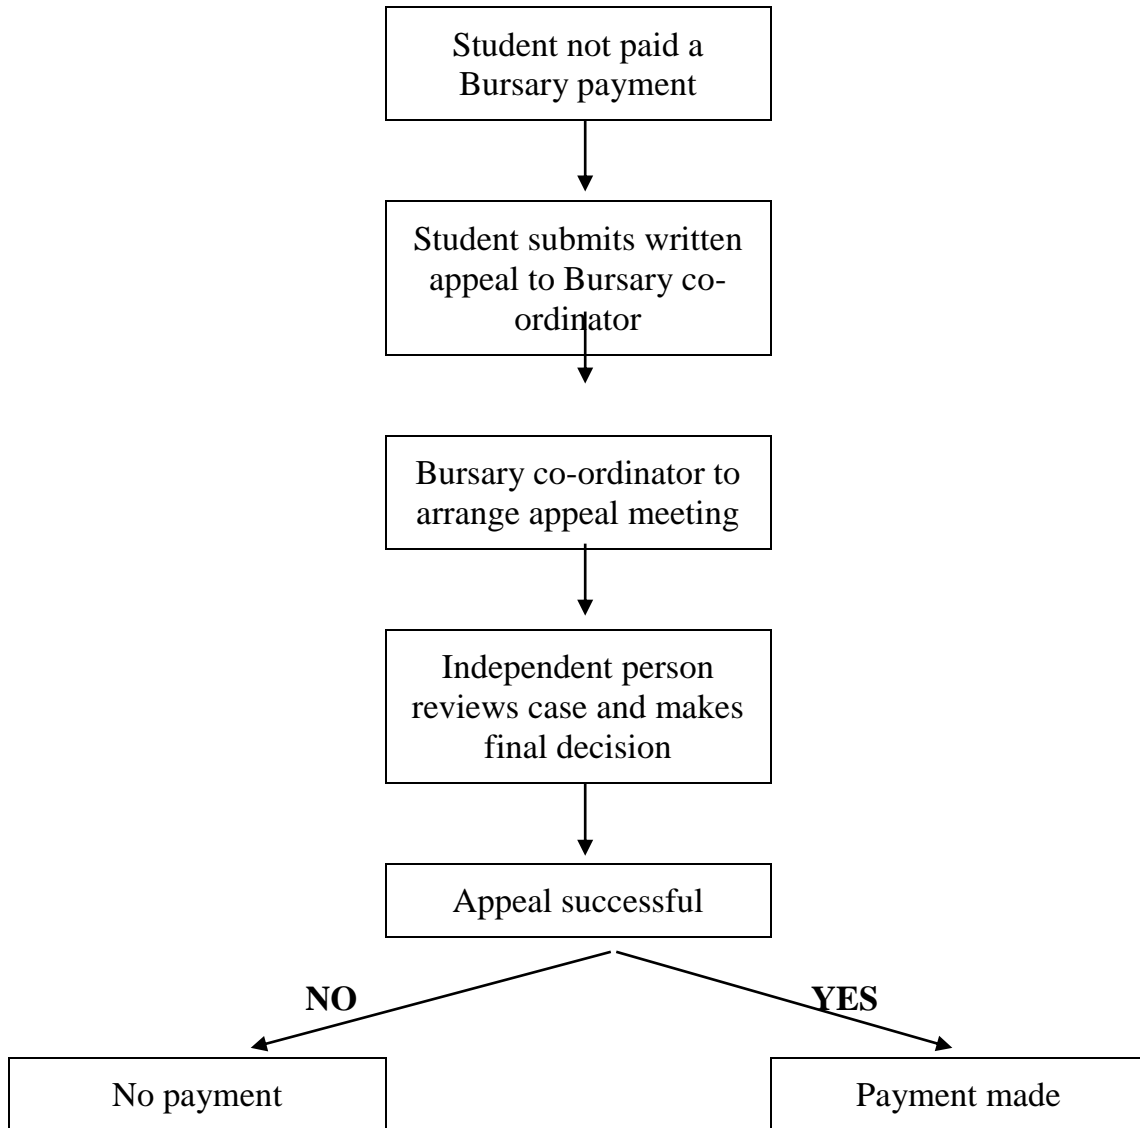 Student not paid a
Bursary payment
Student submits written
appeal to Bursary co-
ordinator
Bursary co-ordinator to
arrange appeal meeting
Independent person
reviews case and makes
final decision
Appeal successful
NO
YES
No payment
Payment made